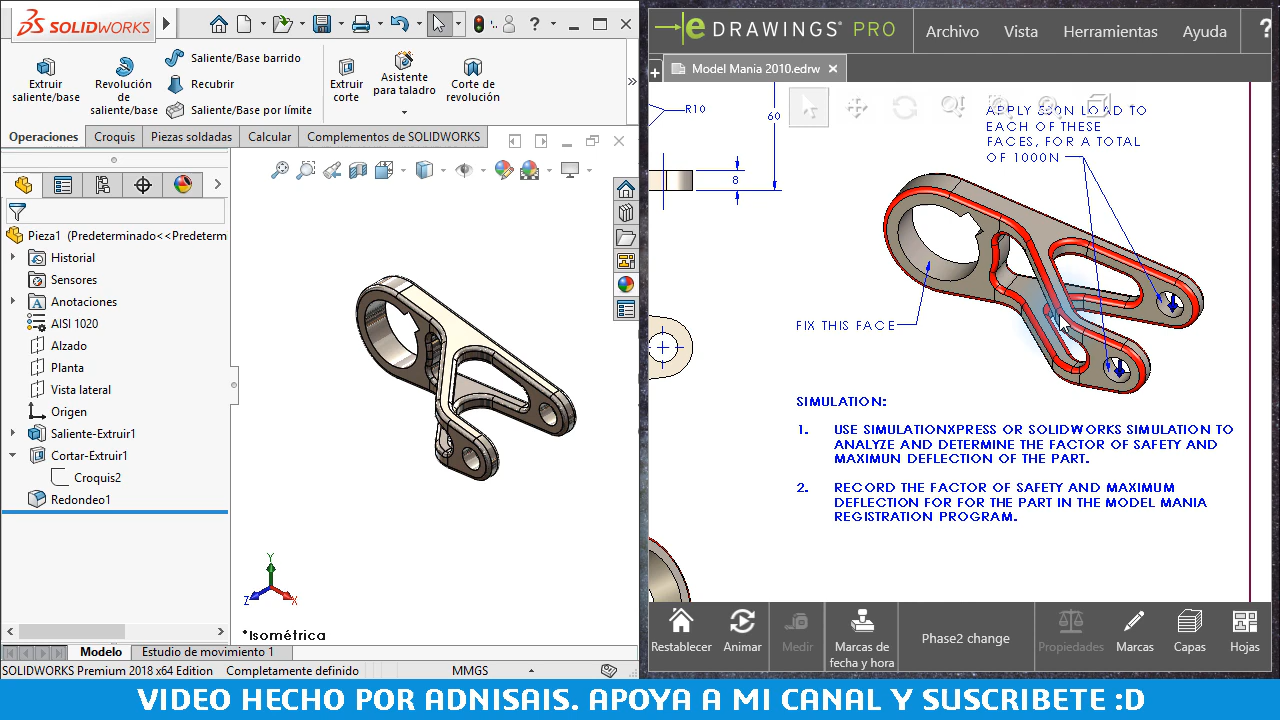 SOLIDWORKS
Extruir
saliente/base
Revolución
de
saliente/base
Saliente/Base barrido
Recubrir
Saliente/Base por límite
Extruir
corte
Asistente
para taladro
Corte de
revolución
Operaciones
Croquis
Piezas soldadas
Calcular
Complementos de SOLIDWORKS
Pieza1 (Predeterminado<<Predeterm
Historial
Sensores
Anotaciones
AISI 1020
Alzado
Planta
Vista lateral
Origen
Saliente-Extruir1
Cortar-Extruir1
Croquis2
Redondeo1
Y
Z
X
*Isométrica
Modelo
Estudio de movimiento 1
SOLIDWORKS Premium 2018 x64 Edition
Completamente definido
MMGS
eDRAWINGS® PRO
Archivo
Vista
Herramientas
Ayuda
?
Model Mania 2010.edrw
R10
60
8
TO
EACH OF THESE
FACES, FOR A TOTAL
OF 1000N
FIX THIS FACE
SIMULATION:
1. USE SIMULATIONXPRESS OR SOLIDWORKS SIMULATION TO
ANALYZE AND DETERMINE THE FACTOR OF SAFETY AND
MAXIMUN DEFLECTION OF THE PART.
2. RECORD THE FACTOR OF SAFETY AND MAXIMUM
DEFLECTION FOR FOR THE PART IN THE MODEL MANIA
REGISTRATION PROGRAM.
Restablecer
Animar
Medir
Marcas de
fecha y hora
Phase2 change
Propiedades
Marcas
Capas
Hojas
VIDEO HECHO POR ADNISAIS. APOYA A MI CANAL Y SUSCRIBETE :D